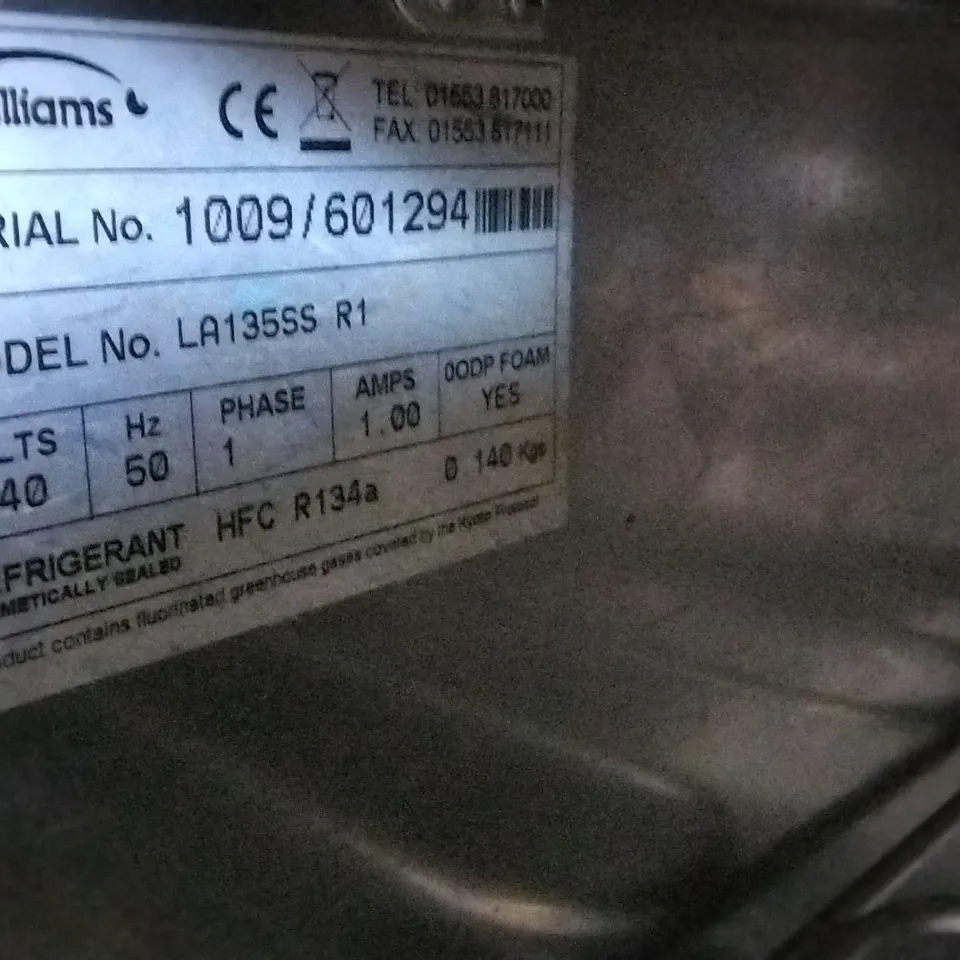 lliams CE TEL 01553 817000
FAX 01553 817111
RIAL No. 1009/601294
ODEL No. LA135SS R1
LTS Hz PHASE AMPS 0ODP FOAM
40 50 1 1.00 YES
FRIGERANT HFC R134a 0 140 Kgs
METICALLY SEALED
duct contains fluorinated greenhouse gases covered by the Kyoto Protocol